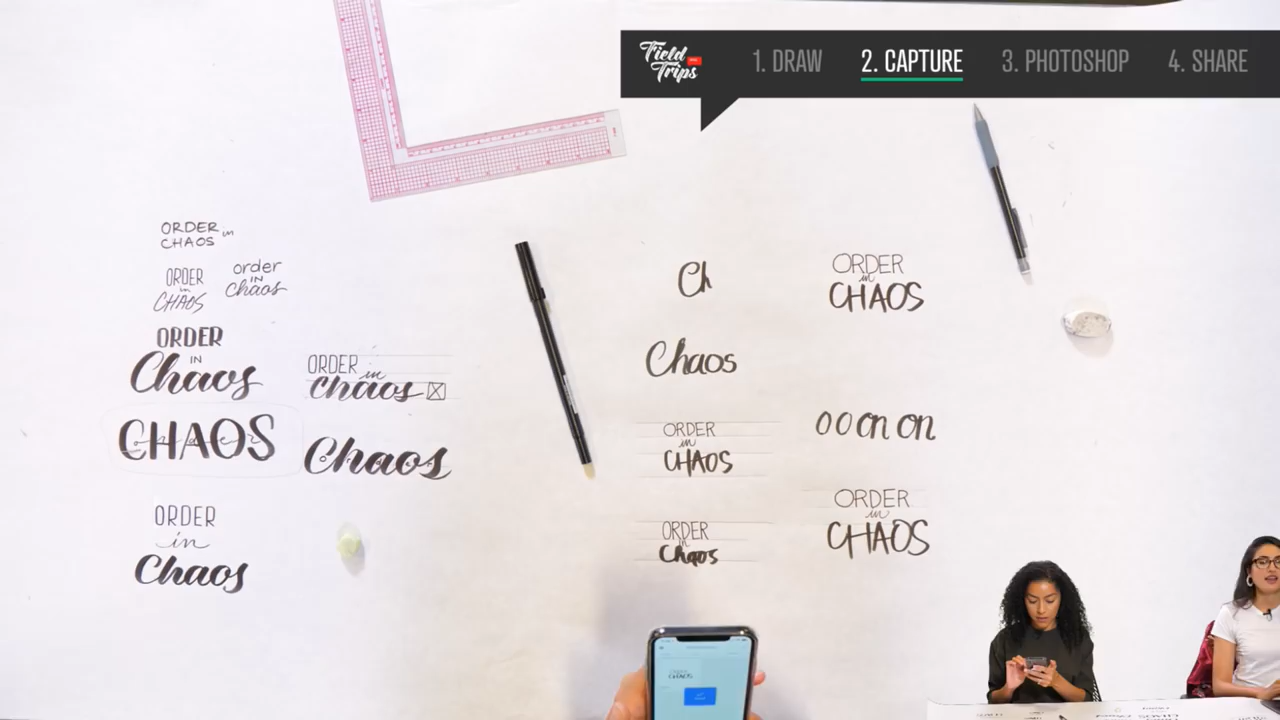 Field
Trips
1. DRAW
2. CAPTURE
3. PHOTOSHOP
4. SHARE
ORDER in
CHAOS
ORDER
in
CHAOS
order
IN
Chaos
ORDER
IN
Chaos
ORDER in
Chaos
CHAOS
Chaos
ORDER
in
Chaos
Ch
Chaos
ORDER
in
CHAOS
ORDER
in
Chaos
ORDER
in
CHAOS
O O on on
ORDER
in
CHAOS
CHAOS